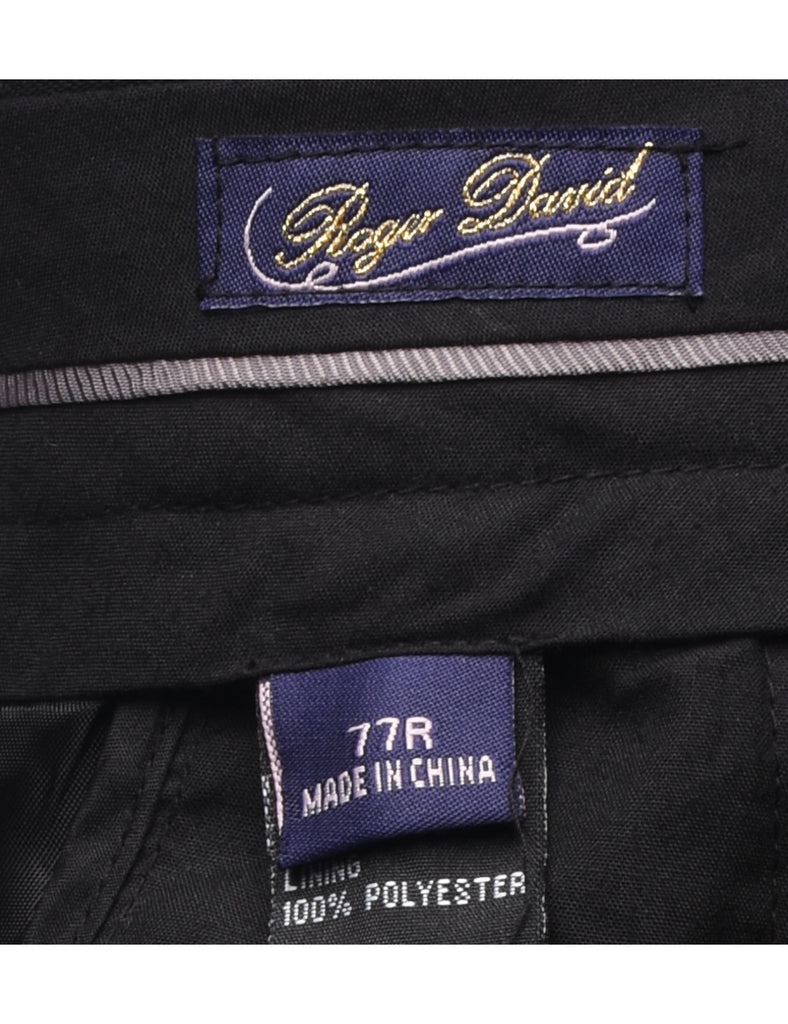 Roger David
77R
MADE IN CHINA
LINING
100% POLYESTER